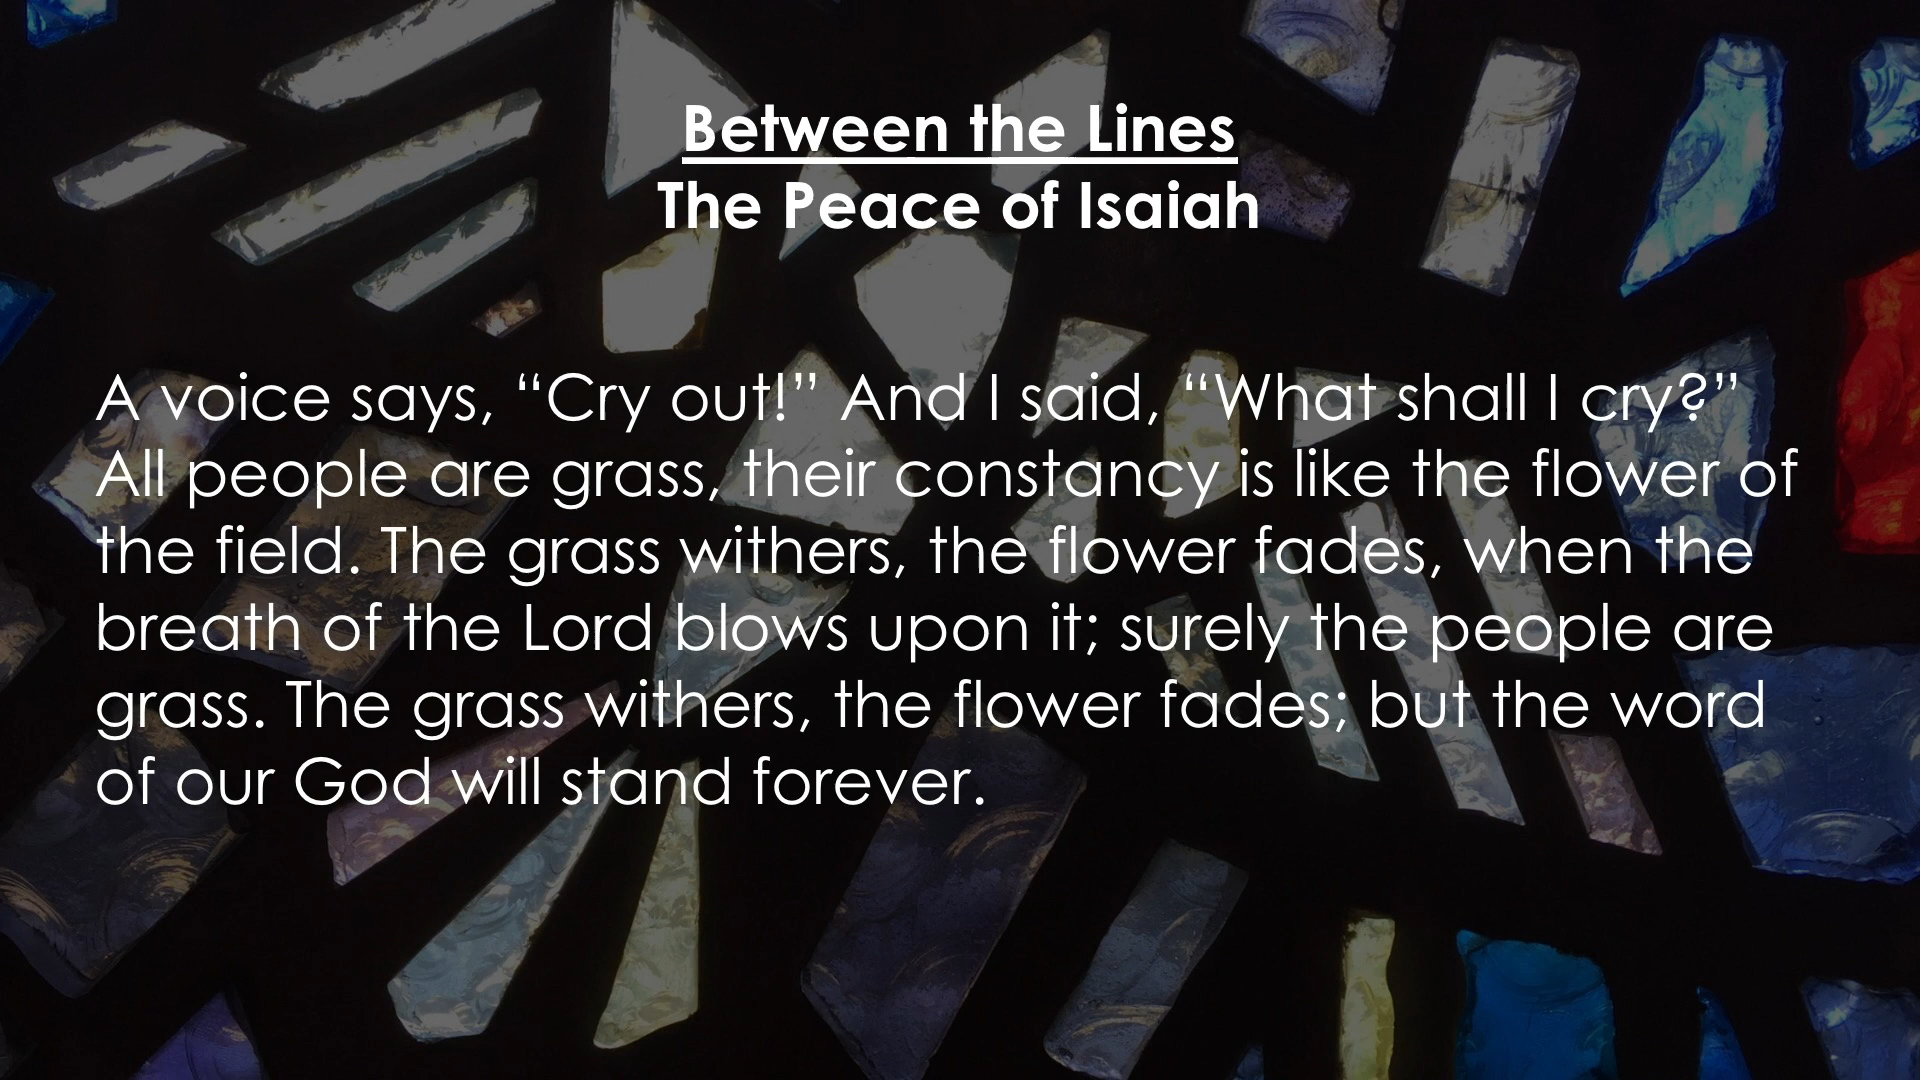 Between the Lines
The Peace of Isaiah
A voice says, “Cry out!” And I said, “What shall I cry?”
All people are grass, their constancy is like the flower of
the field. The grass withers, the flower fades, when the
breath of the Lord blows upon it; surely the people are
grass. The grass withers, the flower fades; but the word
of our God will stand forever.